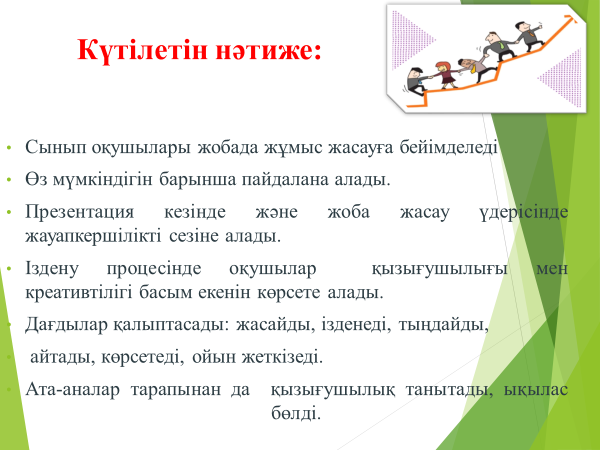 Күтілетін нәтиже:
• Сынып оқушылары жобада жұмыс жасауға бейімделеді
• Өз мүмкіндігін барынша пайдалана алады.
• Презентация кезінде және жоба жасау үдерісінде
жауапкершілікті сезіне алады.
• Іздену процесінде оқушылар қызығушылығы мен
креативтілігі басым екенін көрсете алады.
• Дағдылар қалыптасады: жасайды, ізденеді, тыңдайды,
• айтады, көрсетеді, ойын жеткізеді.
• Ата-аналар тарапынан да қызығушылық танытады, ықылас
бөлді.